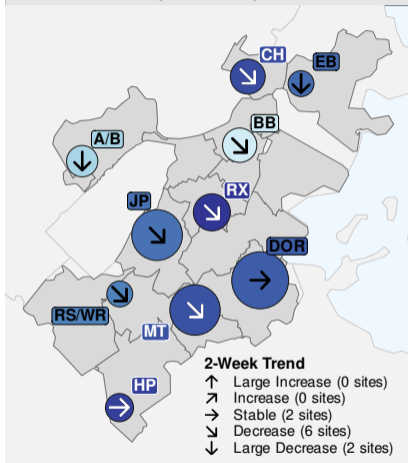 CH
EB
BB
A/B
RX
JP
DOR
RS/WR
MT
HP
2-Week Trend
↑ Large Increase (0 sites)
↗ Increase (0 sites)
→ Stable (2 sites)
↘ Decrease (6 sites)
↓ Large Decrease (2 sites)